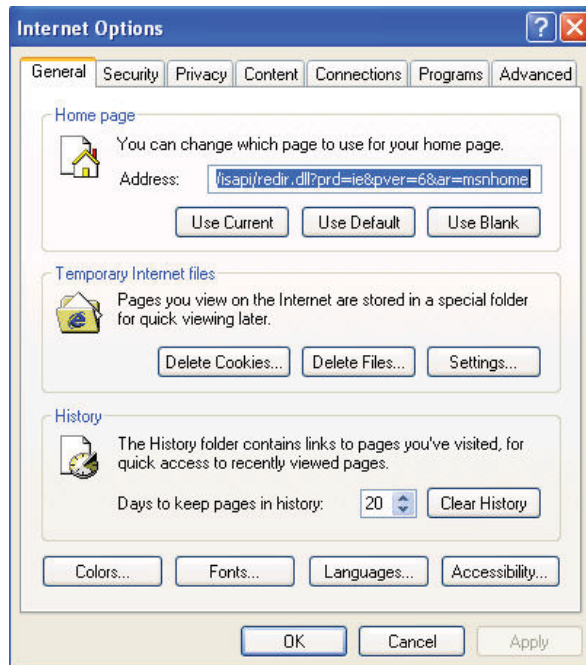 Internet Options
General Security Privacy Content Connections Programs Advanced
Home page
You can change which page to use for your home page.
Address: /isapi/redir.dll?prd=ie&pver=6&ar=msnhome
Use Current Use Default Use Blank
Temporary Internet files
Pages you view on the Internet are stored in a special folder
for quick viewing later.
Delete Cookies... Delete Files... Settings...
History
The History folder contains links to pages you've visited, for
quick access to recently viewed pages.
Days to keep pages in history: 20 Clear History
Colors... Fonts... Languages... Accessibility...
OK Cancel Apply